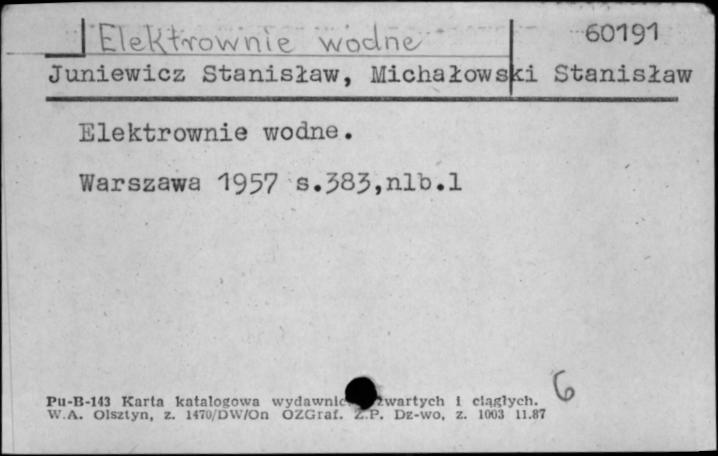 Elektrownie wodne 60191
Juniewicz Stanisław, Michałowski Stanisław
Elektrownie wodne.
Warszawa 1957 s.383,nlb.1
6
Pu-B-143 Karta katalogowa zwartych i ciągłych.
W.A. Olsztyn, z. 1470/DW/On OZGraf. Z.P. Dz-wo, z. 1003 11.87